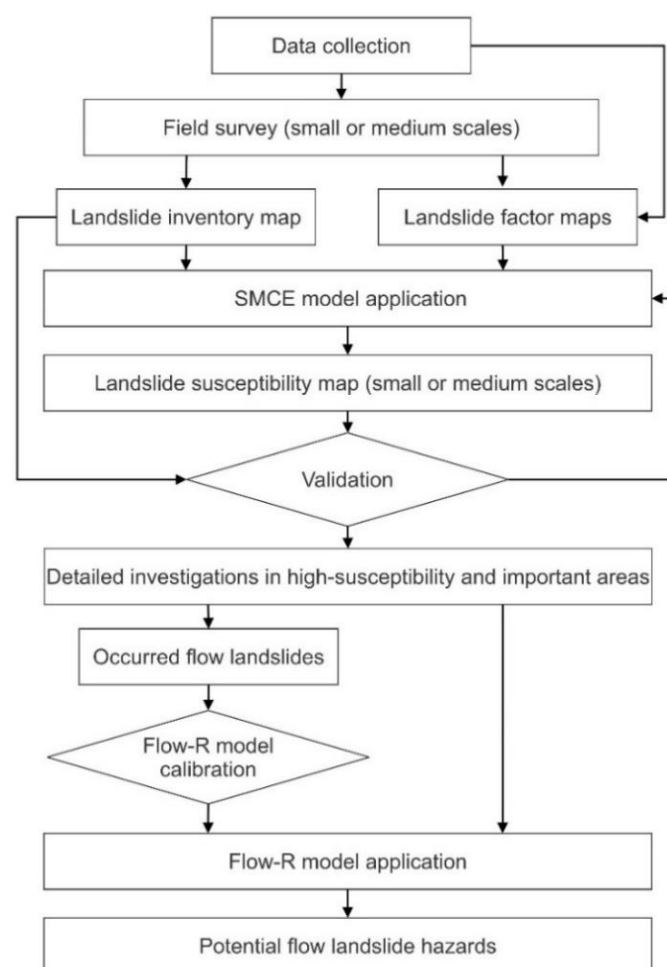 Data collection
Field survey (small or medium scales)
Landslide inventory map
Landslide factor maps
SMCE model application
Landslide susceptibility map (small or medium scales)
Validation
Detailed investigations in high-susceptibility and important areas
Occurred flow landslides
Flow-R model
calibration
Flow-R model application
Potential flow landslide hazards